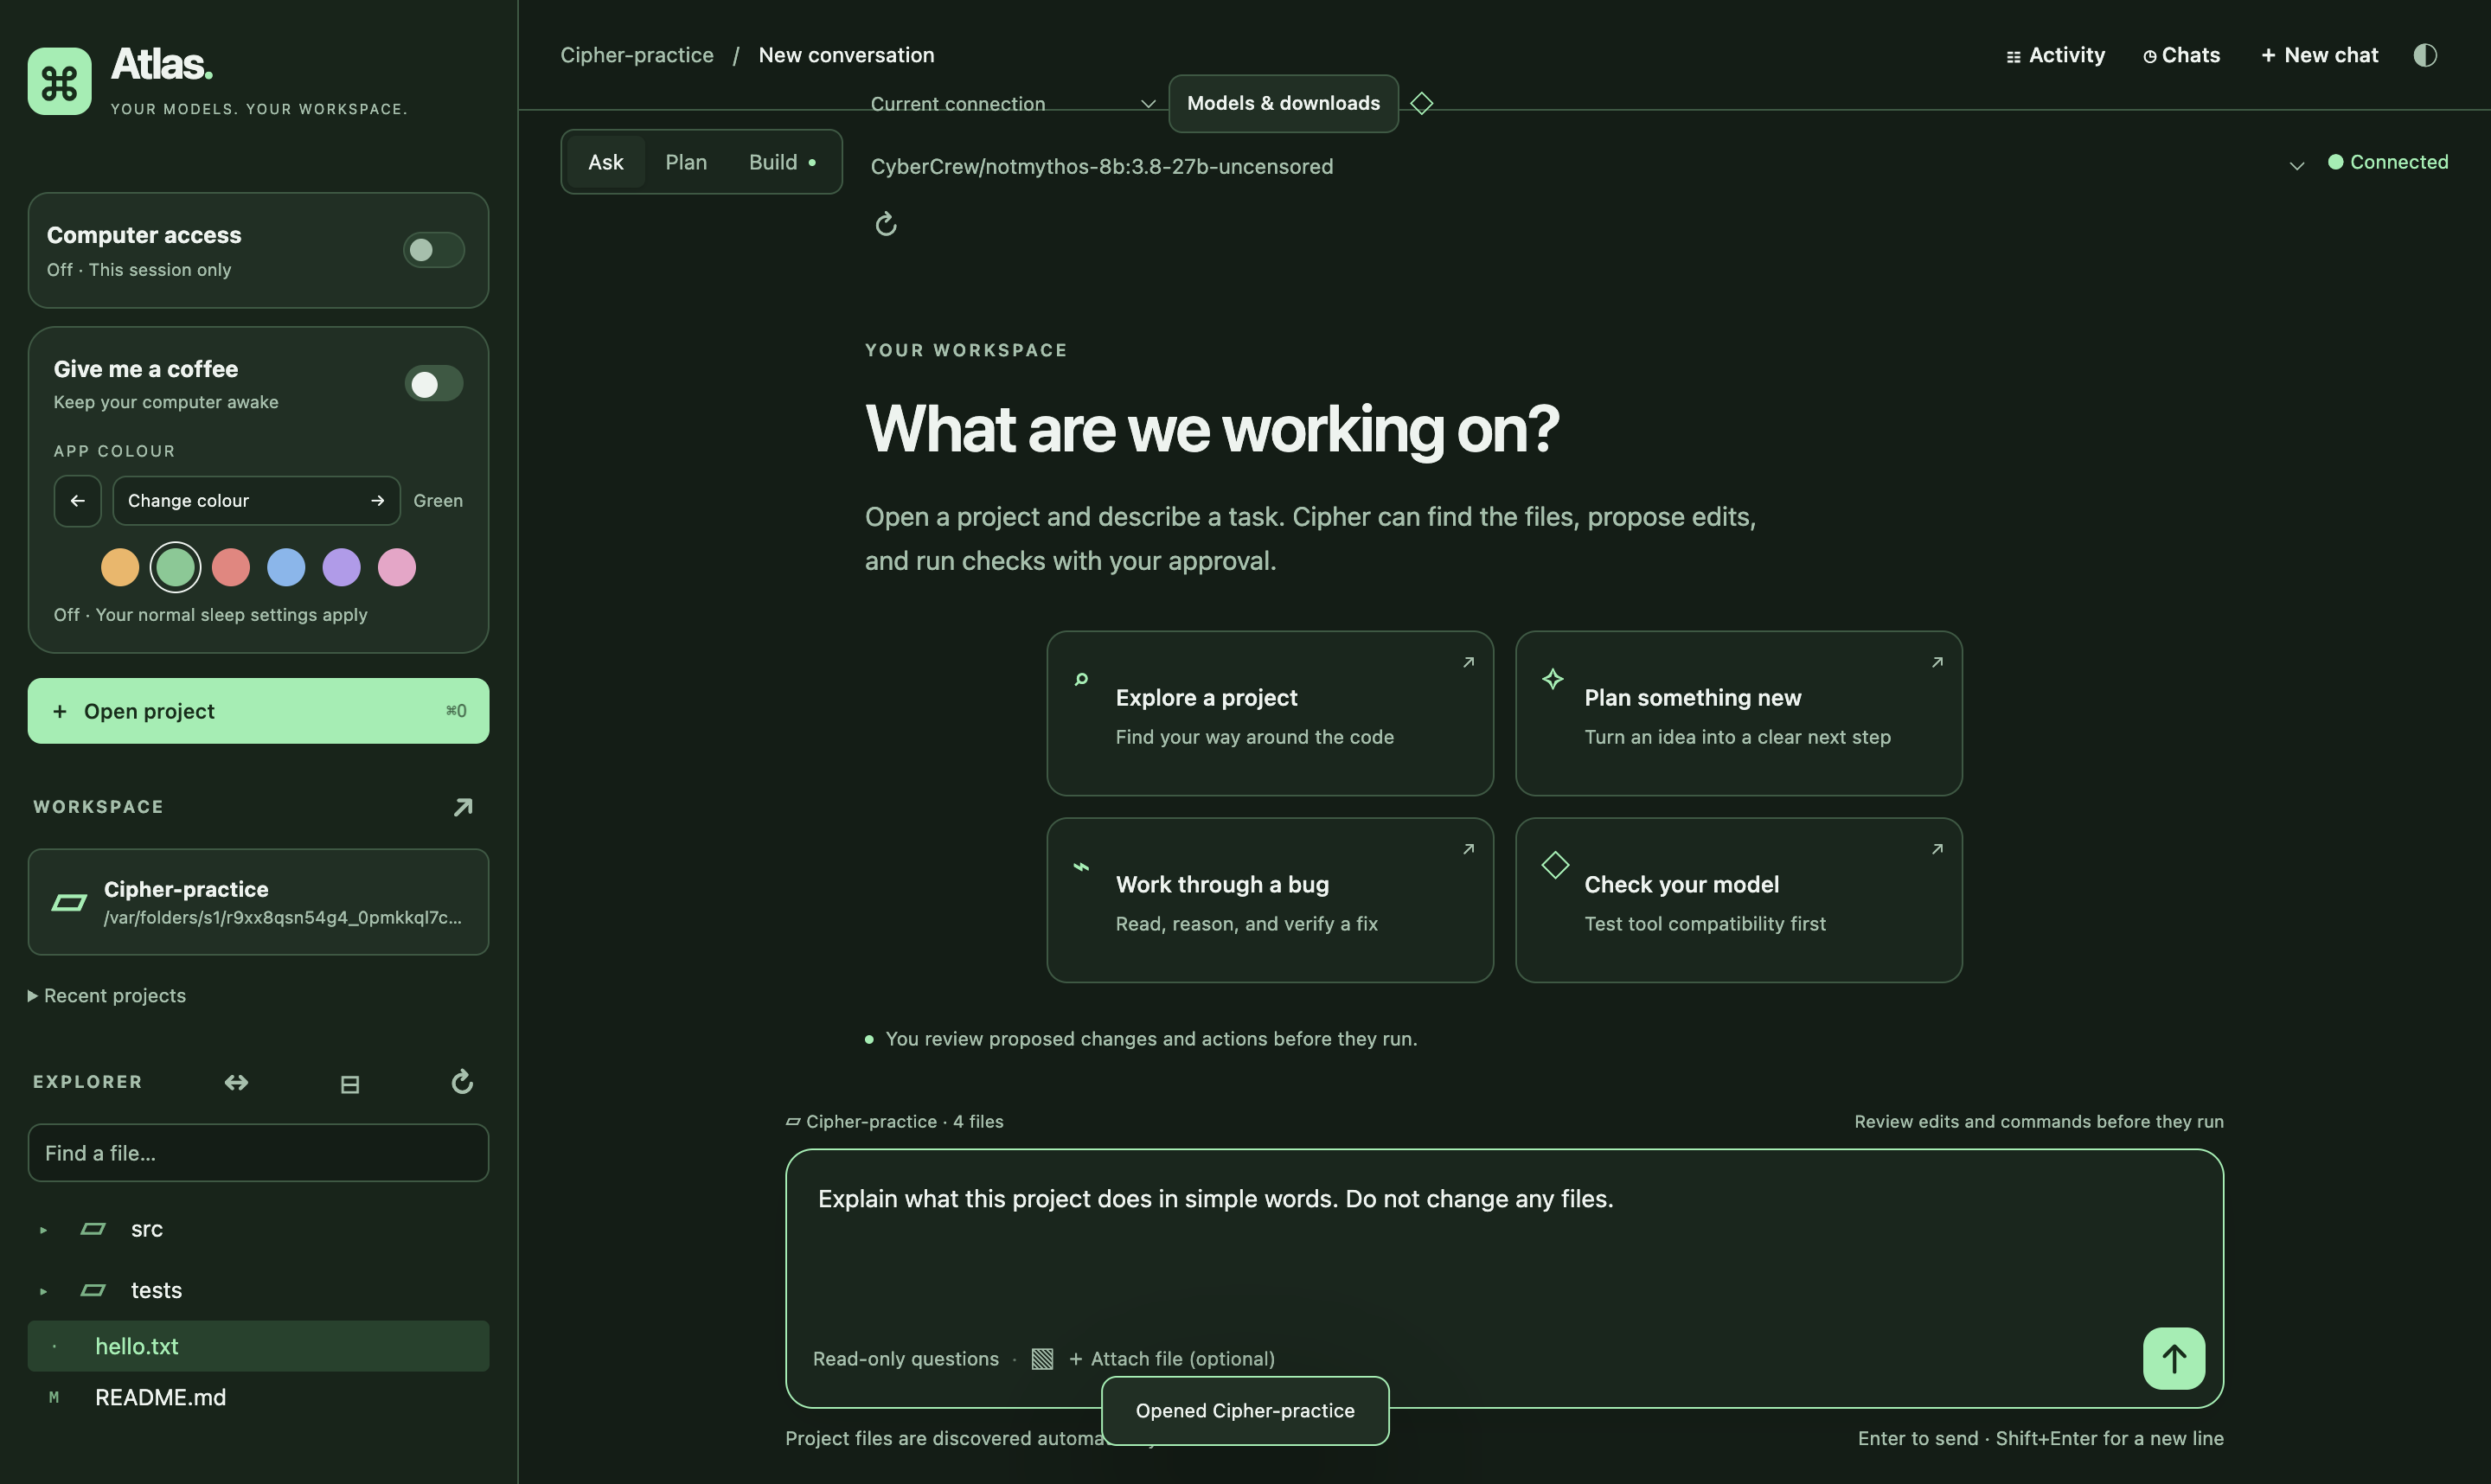 Atlas.
YOUR MODELS. YOUR WORKSPACE.
Computer access
Off · This session only
Give me a coffee
Keep your computer awake
APP COLOUR
← Change colour → Green
Off · Your normal sleep settings apply
+ Open project ⌘O
WORKSPACE
Cipher-practice
/var/folders/s1/r9xx8qsn54g4_0pmkkql7c...
Recent projects
EXPLORER
Find a file...
src
tests
hello.txt
M README.md
Cipher-practice / New conversation
Activity
Chats
+ New chat
Current connection
Models & downloads
Ask
Plan
Build
CyberCrew/notmythos-8b:3.8-27b-uncensored
Connected
YOUR WORKSPACE
What are we working on?
Open a project and describe a task. Cipher can find the files, propose edits,
and run checks with your approval.
Explore a project
Find your way around the code
Plan something new
Turn an idea into a clear next step
Work through a bug
Read, reason, and verify a fix
Check your model
Test tool compatibility first
You review proposed changes and actions before they run.
Cipher-practice · 4 files
Review edits and commands before they run
Explain what this project does in simple words. Do not change any files.
Read-only questions · + Attach file (optional)
Opened Cipher-practice
Project files are discovered
Enter to send · Shift+Enter for a new line